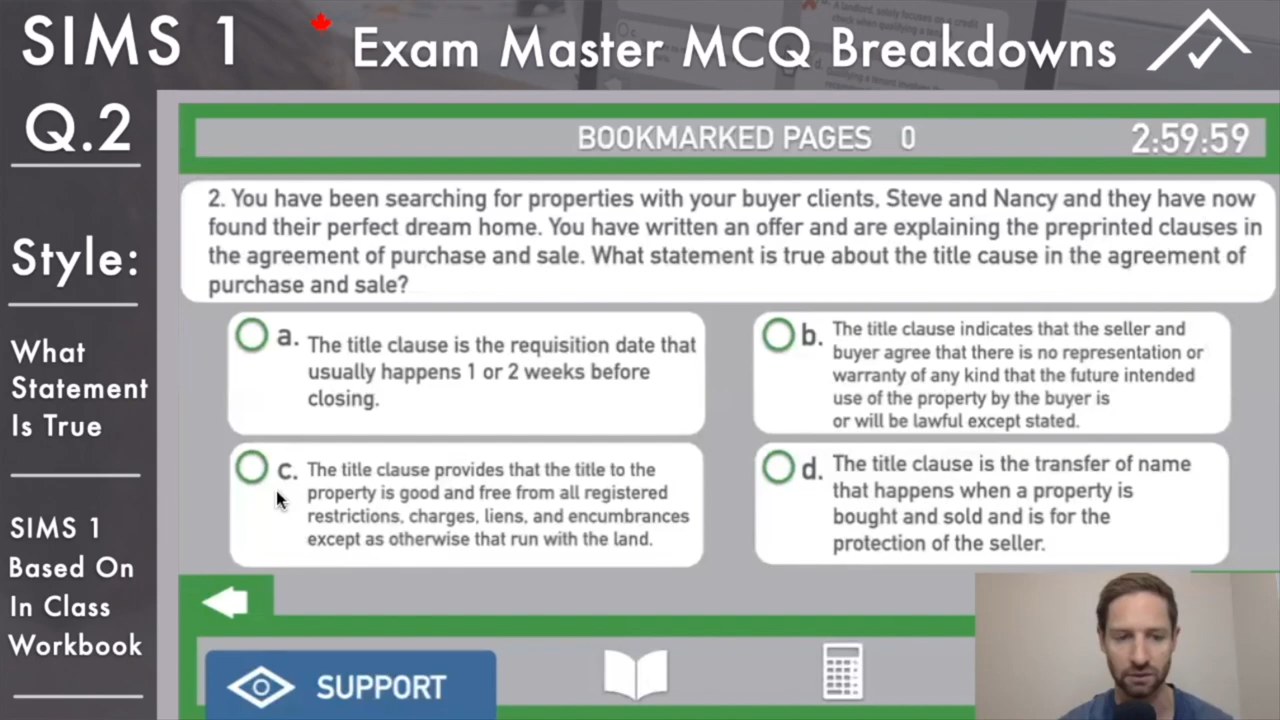 SIMS 1
Exam Master MCQ Breakdowns
Q.2
Style:
What
Statement
Is True
SIMS 1
Based On
In Class
Workbook
BOOKMARKED PAGES 0
2:59:59
2. You have been searching for properties with your buyer clients, Steve and Nancy and they have now
found their perfect dream home. You have written an offer and are explaining the preprinted clauses in
the agreement of purchase and sale. What statement is true about the title cause in the agreement of
purchase and sale?
a. The title clause is the requisition date that
usually happens 1 or 2 weeks before
closing.
b. The title clause indicates that the seller and
buyer agree that there is no representation or
warranty of any kind that the future intended
use of the property by the buyer is
or will be lawful except stated.
c. The title clause provides that the title to the
property is good and free from all registered
restrictions, charges, liens, and encumbrances
except as otherwise that run with the land.
d. The title clause is the transfer of name
that happens when a property is
bought and sold and is for the
protection of the seller.
SUPPORT